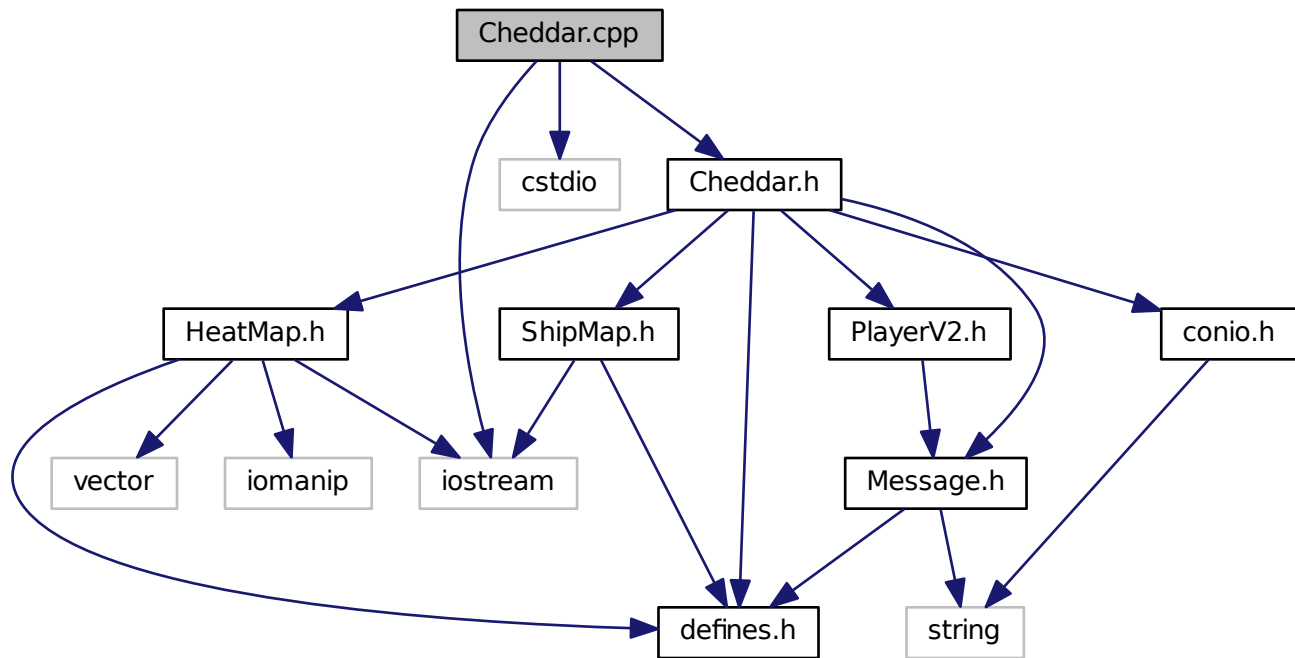 Cheddar.cpp
cstdio
Cheddar.h
HeatMap.h
ShipMap.h
PlayerV2.h
conio.h
vector
iomanip
iostream
Message.h
defines.h
string